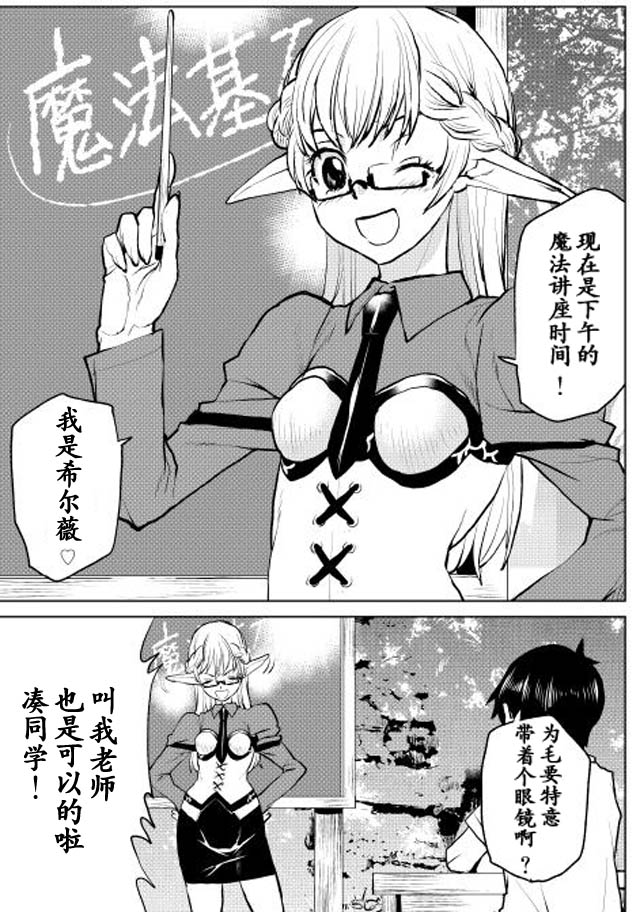 魔法基
现在是下午的
魔法讲座时间！
我是希尔薇♡
为毛要特意
带着个眼镜啊？
叫我老师
也是可以的啦
凑同学！
魔